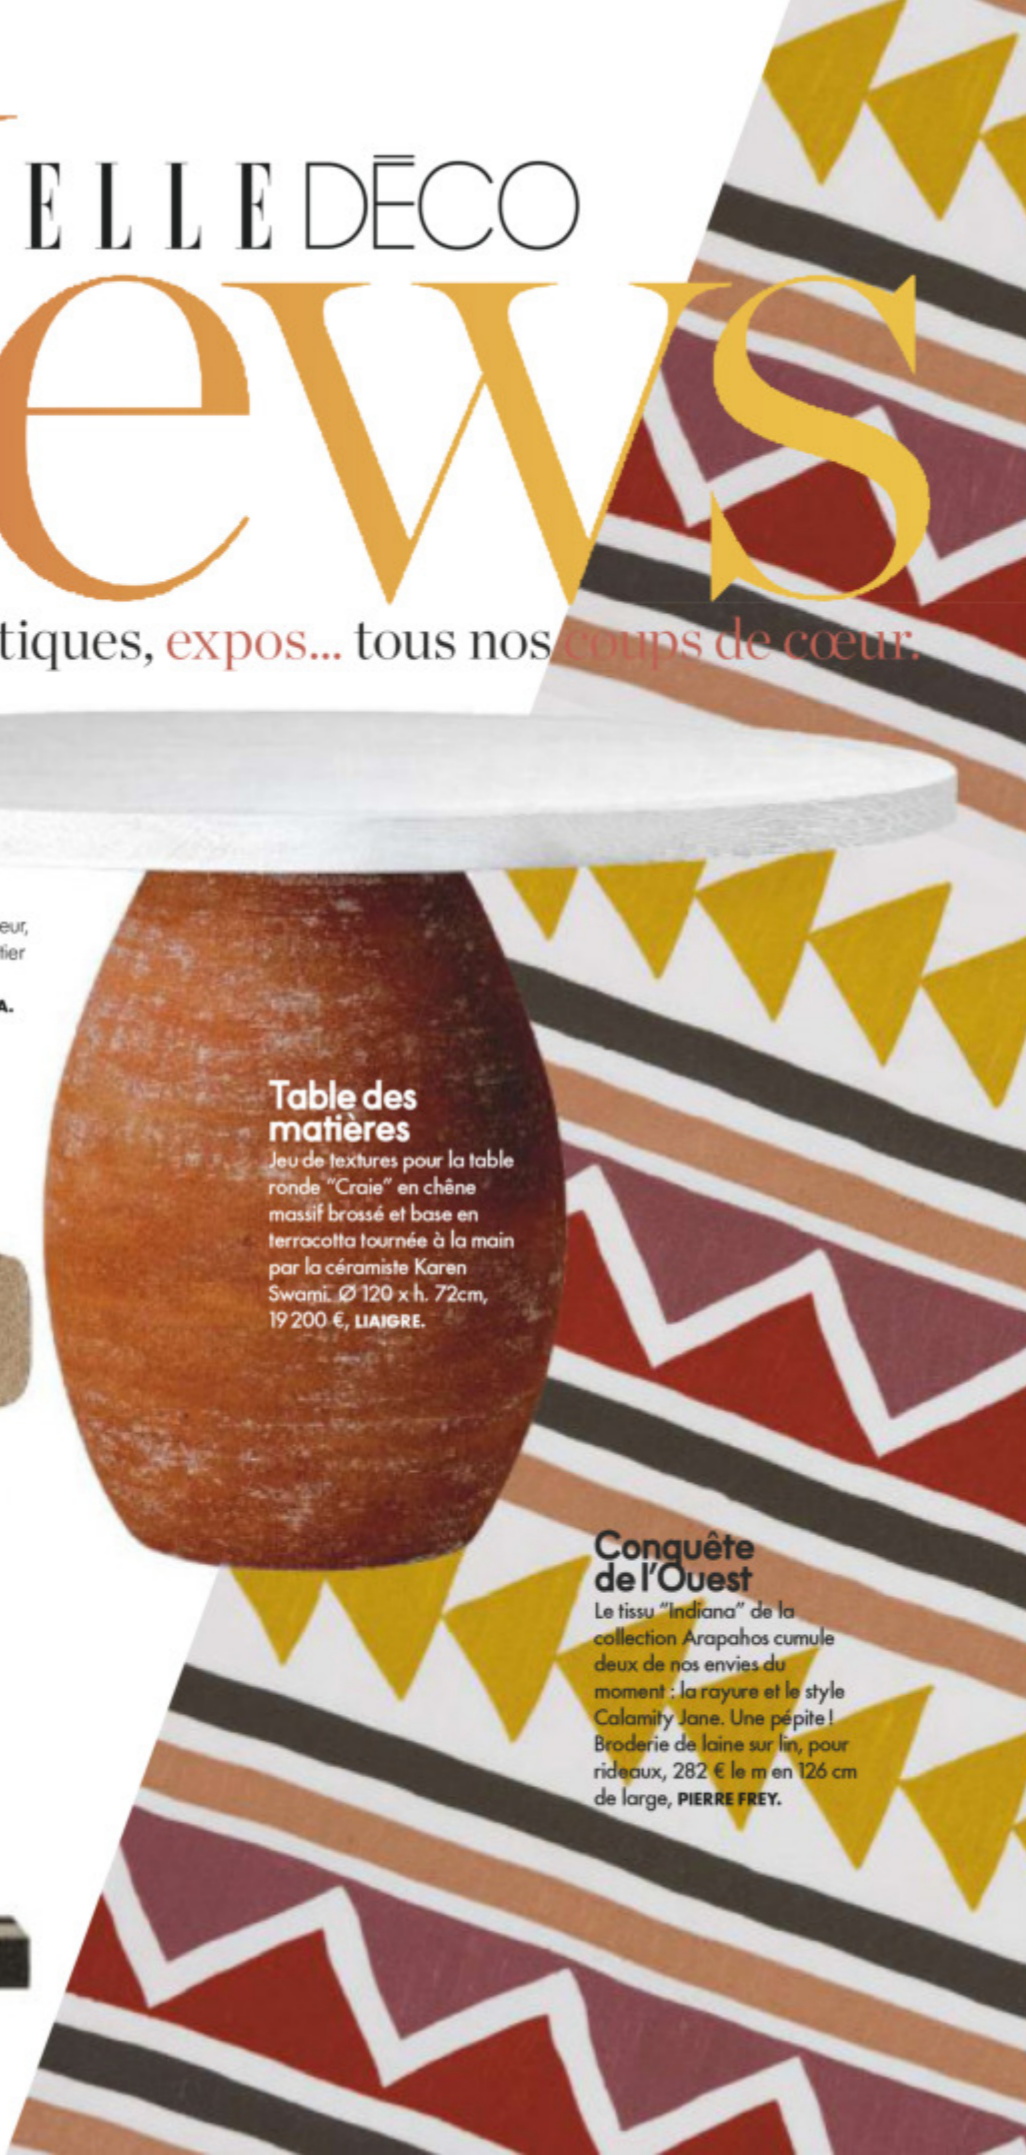 ELLE DÉCO
ews
tiques, expos... tous nos coups de cœur.
eur,
tier
A.
Table des
matières
Jeu de textures pour la table
ronde “Craie” en chêne
massif brossé et base en
terracotta tournée à la main
par la céramiste Karen
Swami. Ø 120 x h. 72cm,
19 200 €, LIAIGRE.
Conquête
de l’Ouest
Le tissu “Indiana” de la
collection Arapahos cumule
deux de nos envies du
moment : la rayure et le style
Calamity Jane. Une pépite !
Broderie de laine sur lin, pour
rideaux, 282 € le m en 126 cm
de large, PIERRE FREY.